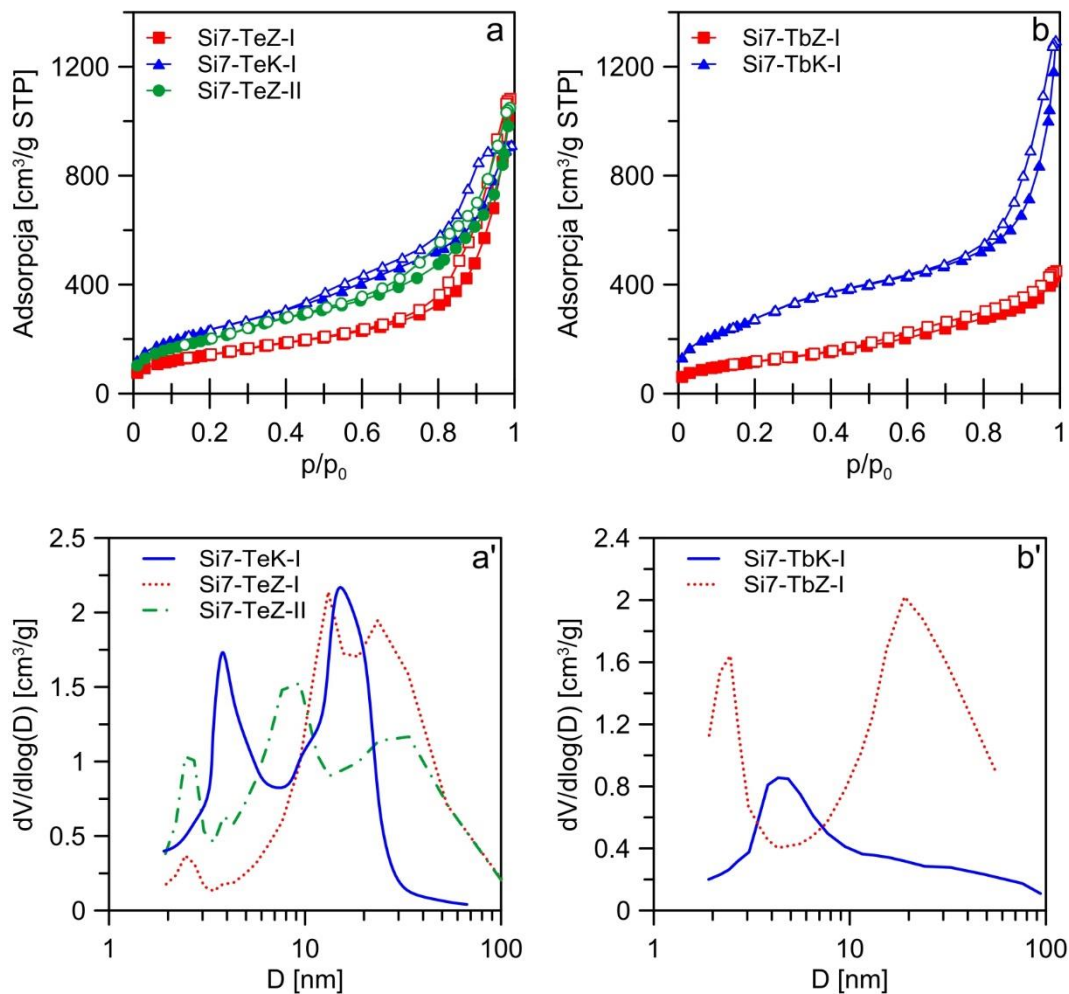 a
Si7-TeZ-I
Si7-TeK-I
Si7-TeZ-II
1200
800
400
0
Adsorpcja [cm³/g STP]
0 0.2 0.4 0.6 0.8 1
p/p₀
b
Si7-TbZ-I
Si7-TbK-I
1200
800
400
0
Adsorpcja [cm³/g STP]
0 0.2 0.4 0.6 0.8 1
p/p₀
a'
Si7-TeK-I
Si7-TeZ-I
Si7-TeZ-II
2.5
2
1.5
1
0.5
0
dV/dlog(D) [cm³/g]
1 10 100
D [nm]
b'
Si7-TbK-I
Si7-TbZ-I
2.4
2
1.6
1.2
0.8
0.4
0
dV/dlog(D) [cm³/g]
1 10 100
D [nm]